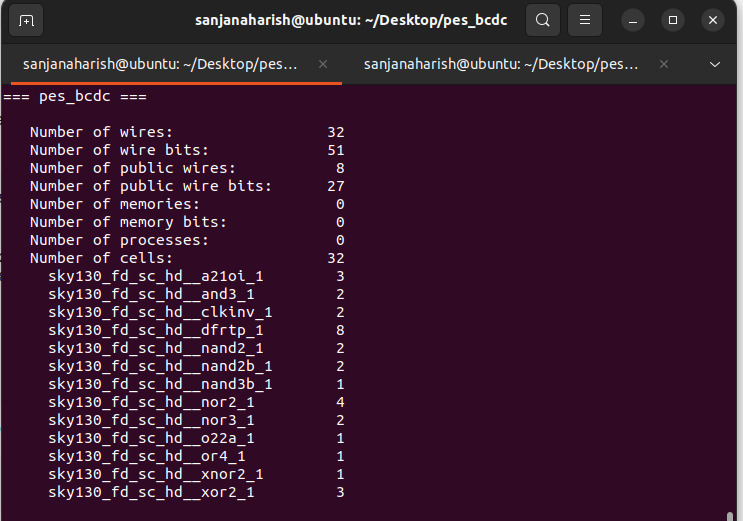 sanjanaharish@ubuntu: ~/Desktop/pes_bcdc
sanjanaharish@ubuntu: ~/Desktop/pes... sanjanaharish@ubuntu: ~/Desktop/pes...
=== pes_bcdc ===
Number of wires: 32
Number of wire bits: 51
Number of public wires: 8
Number of public wire bits: 27
Number of memories: 0
Number of memory bits: 0
Number of processes: 0
Number of cells: 32
sky130_fd_sc_hd__a21oi_1 3
sky130_fd_sc_hd__and3_1 2
sky130_fd_sc_hd__clkinv_1 2
sky130_fd_sc_hd__dfrtp_1 8
sky130_fd_sc_hd__nand2_1 2
sky130_fd_sc_hd__nand2b_1 2
sky130_fd_sc_hd__nand3b_1 1
sky130_fd_sc_hd__nor2_1 4
sky130_fd_sc_hd__nor3_1 2
sky130_fd_sc_hd__o22a_1 1
sky130_fd_sc_hd__or4_1 1
sky130_fd_sc_hd__xnor2_1 1
sky130_fd_sc_hd__xor2_1 3